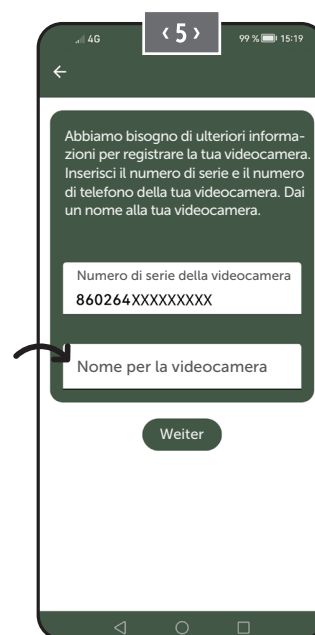 4G
‹ 5 ›
99 % 15:19
Abbiamo bisogno di ulteriori informa-
zioni per registrare la tua videocamera.
Inserisci il numero di serie e il numero
di telefono della tua videocamera. Dai
un nome alla tua videocamera.
Numero di serie della videocamera
860264XXXXXXXXX
Nome per la videocamera
Weiter